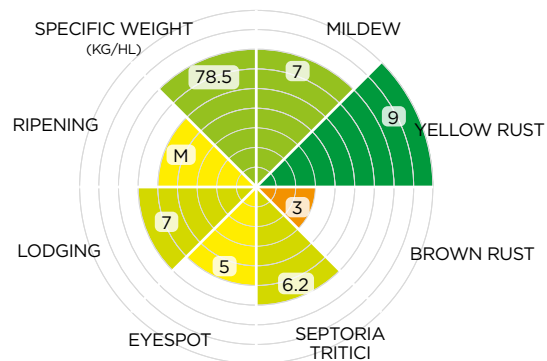 SPECIFIC WEIGHT
(KG/HL)
MILDEW
78.5
7
9
YELLOW RUST
RIPENING
M
3
BROWN RUST
7
LODGING
5
6.2
EYESPOT
SEPTORIA
TRITICI